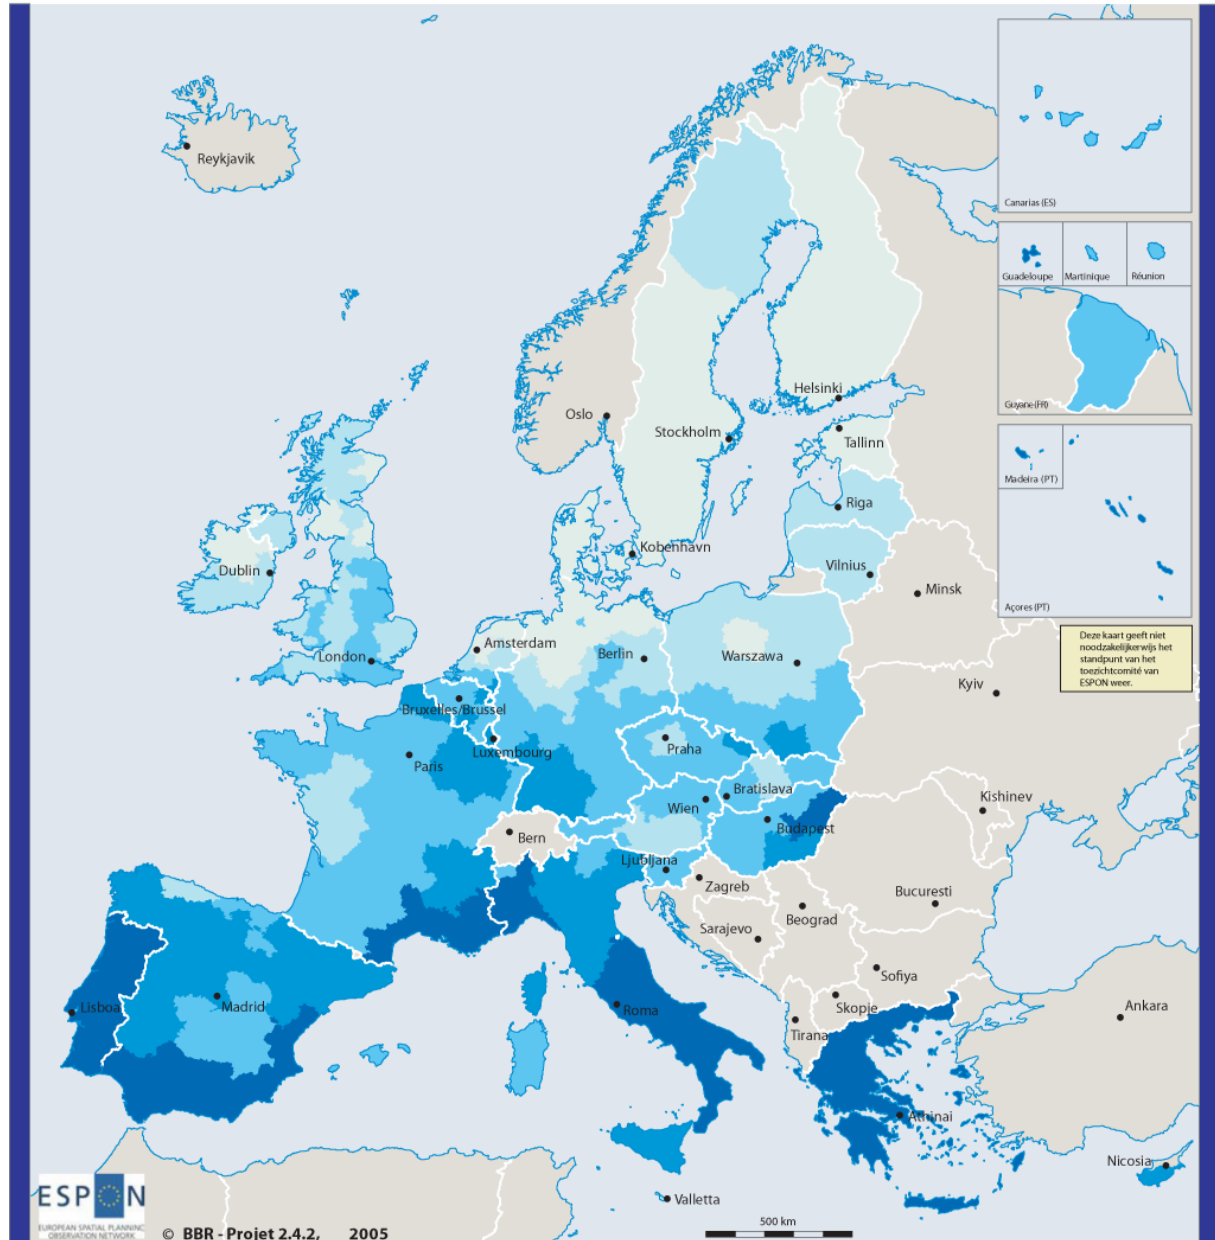 Reykjavik
Canarias (ES)
Guadeloupe
Martinique
Réunion
Guyane(FR)
Madeira (PT)
Açores (PT)
Deze kaart geeft niet
noodzakelijkerwijs het
standpunt van het
toezichtcomité van
ESPON weer.
Helsinki
Oslo
Stockholm
Tallinn
Riga
Kobenhavn
Vilnius
Dublin
Minsk
Amsterdam
London
Berlin
Warszawa
Kyiv
Bruxelles/Brussel
Luxembourg
Praha
Paris
Bratislava
Wien
Kishinev
Budapest
Bern
Ljubljana
Zagreb
Bucuresti
Beograd
Sarajevo
Sofiya
Madrid
Lisboa
Roma
Skopje
Ankara
Tirana
Athinai
Nicosia
Valletta
ESPON
EUROPEAN SPATIAL PLANNING
OBSERVATION NETWORK
500 km
© BBR - Projet 2.4.2, 2005